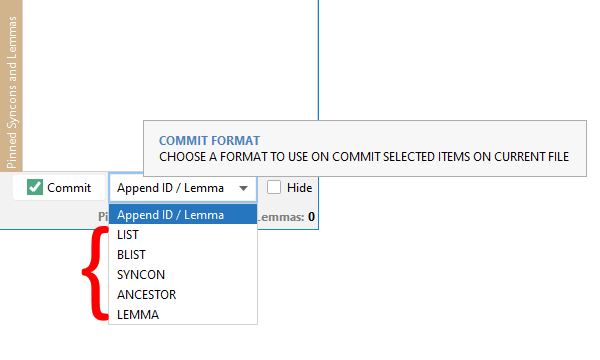 Pinned Syncons and Lemmas
COMMIT FORMAT
CHOOSE A FORMAT TO USE ON COMMIT SELECTED ITEMS ON CURRENT FILE
Commit
Append ID / Lemma
Hide
Append ID / Lemma
Pi
Lemmas: 0
LIST
BLIST
SYNCON
ANCESTOR
LEMMA